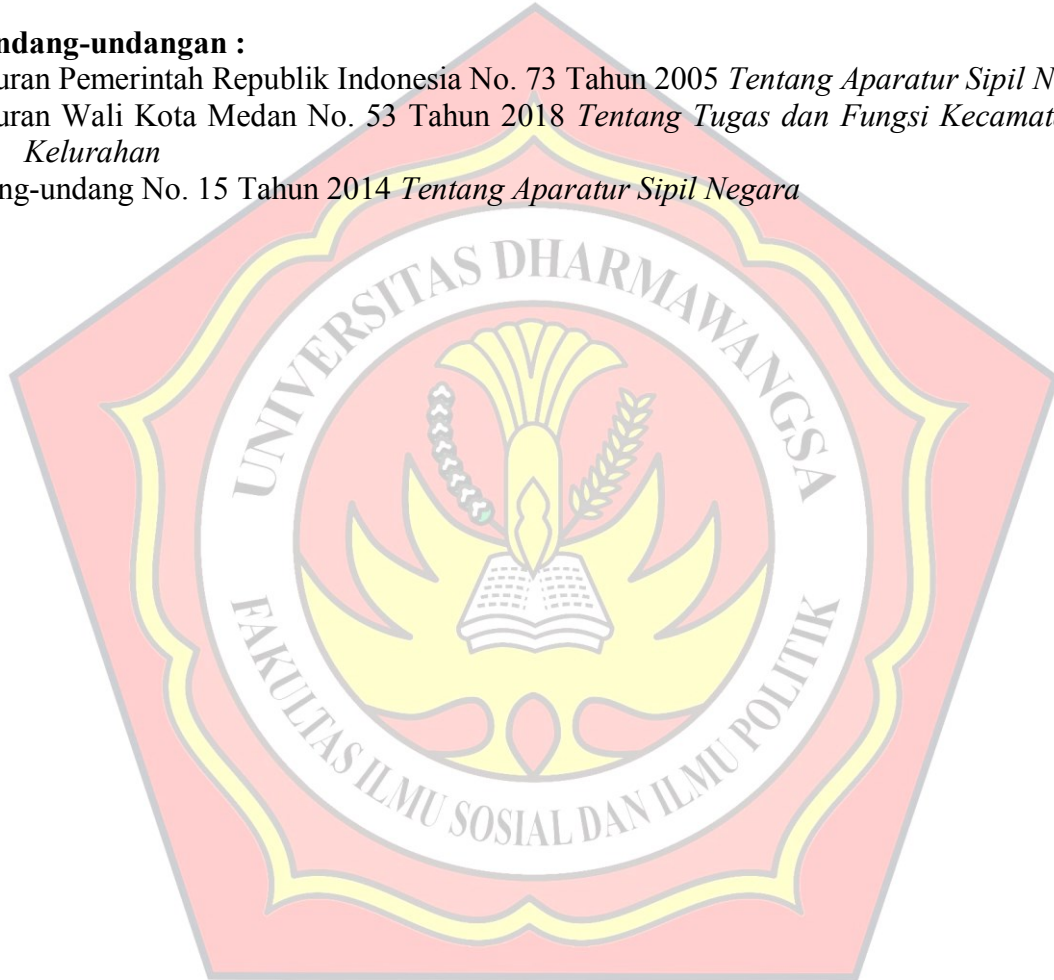 ndang-undangan :
uran Pemerintah Republik Indonesia No. 73 Tahun 2005 Tentang Aparatur Sipil N
uran Wali Kota Medan No. 53 Tahun 2018 Tentang Tugas dan Fungsi Kecamat
Kelurahan
ng-undang No. 15 Tahun 2014 Tentang Aparatur Sipil Negara
UNIVERSITAS DHARMAWANGSA
FAKULTAS ILMU SOSIAL DAN ILMU POLITIK